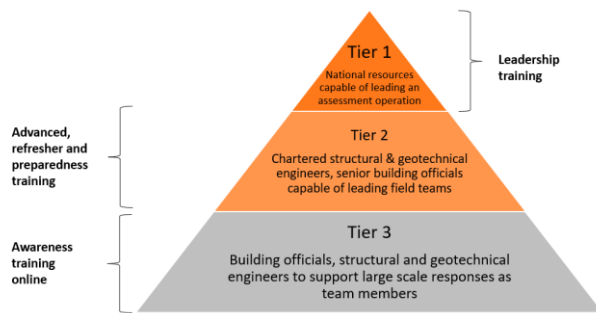 Tier 1
National resources
capable of leading an
assessment operation
Leadership
training
Advanced,
refresher and
preparedness
training
Tier 2
Chartered structural & geotechnical
engineers, senior building officials
capable of leading field teams
Awareness
training
online
Tier 3
Building officials, structural and geotechnical
engineers to support large scale responses as
team members